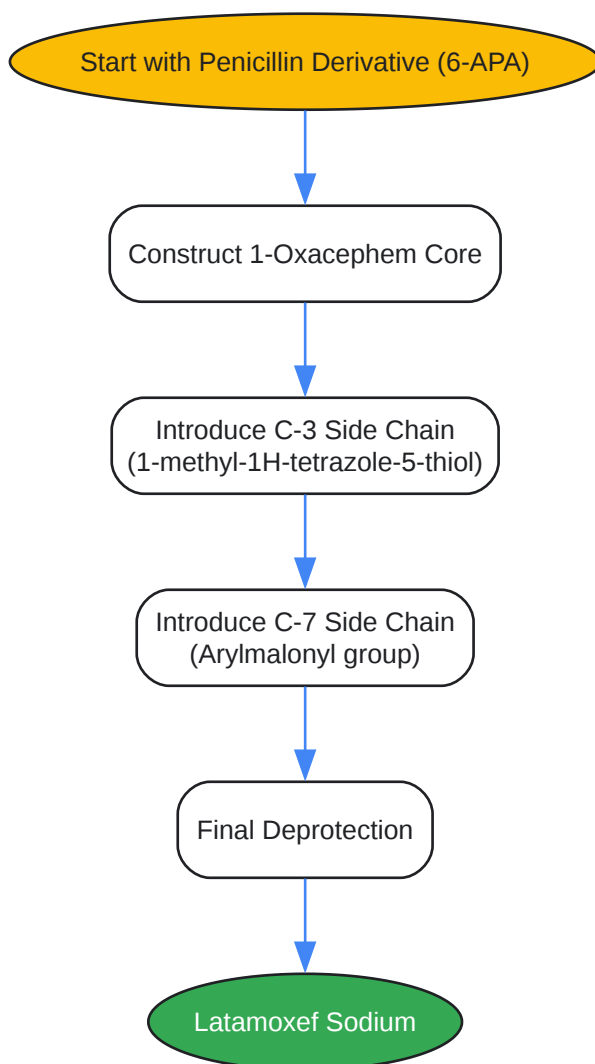 Start with Penicillin Derivative (6-APA)
Construct 1-Oxacephem Core
Introduce C-3 Side Chain
(1-methyl-1H-tetrazole-5-thiol)
Introduce C-7 Side Chain
(Arylmalonyl group)
Final Deprotection
Latamoxef Sodium